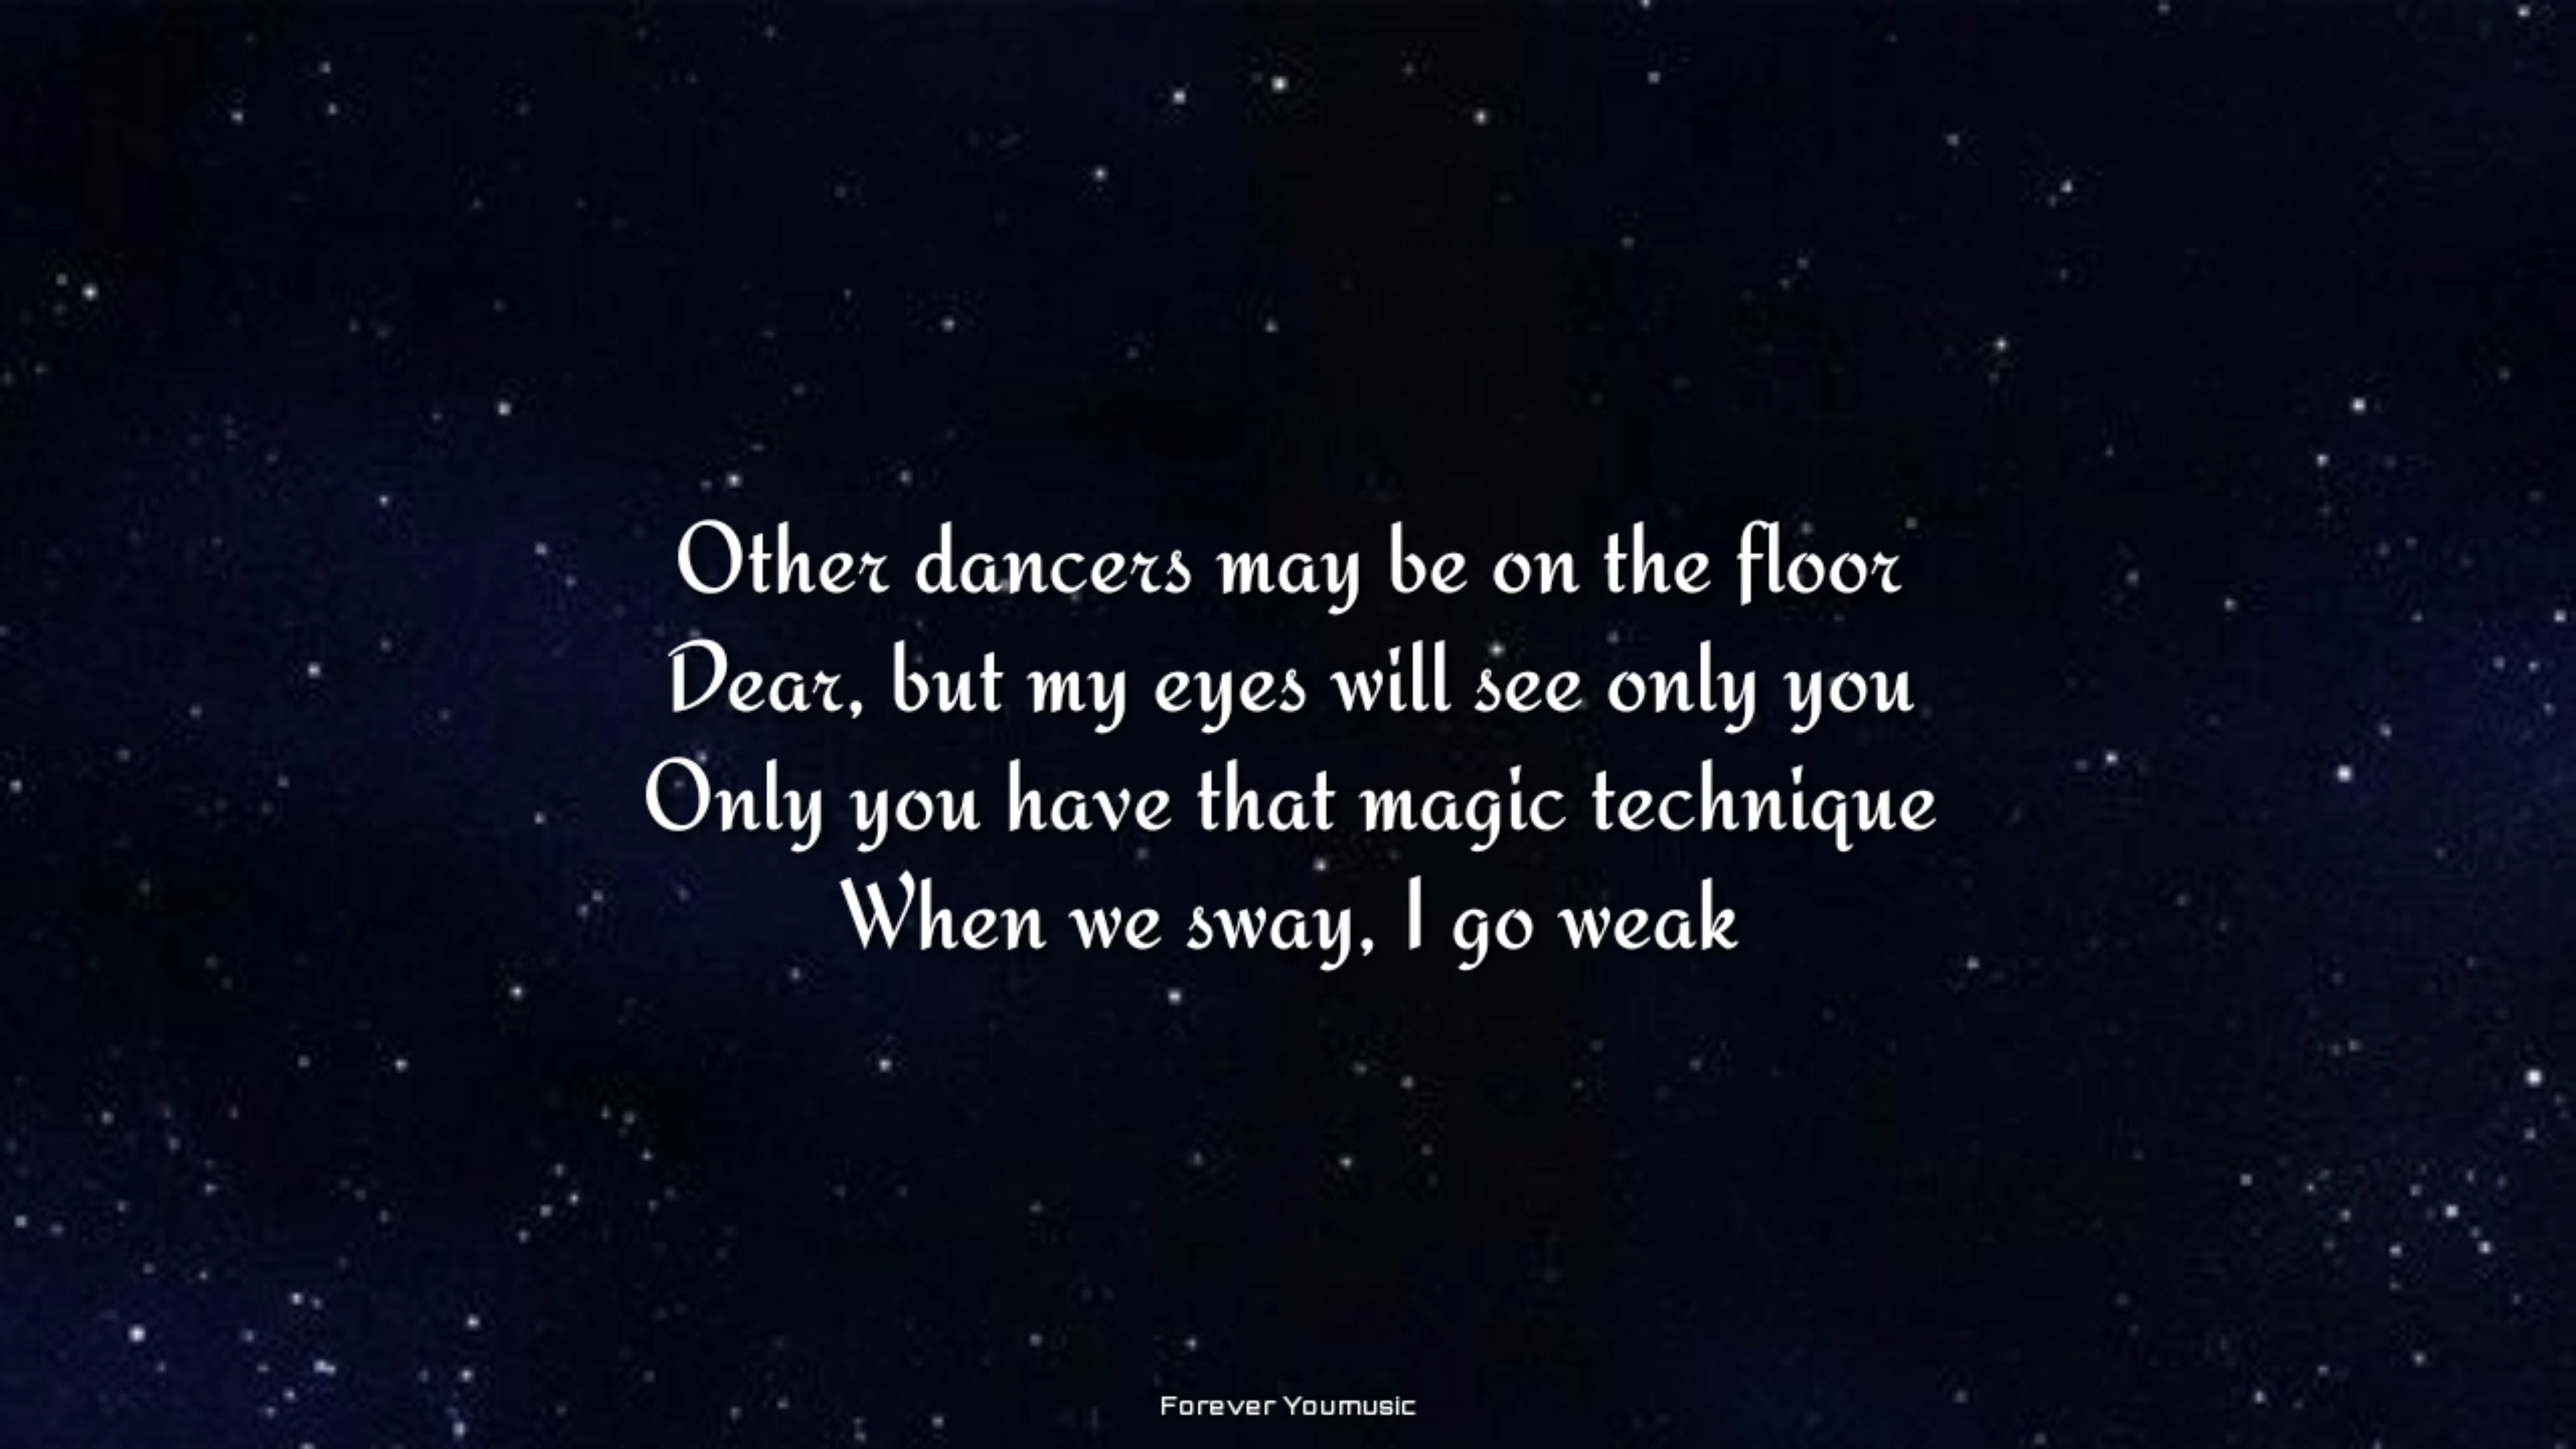 Other dancers may be on the floor
Dear, but my eyes will see only you
Only you have that magic technique
When we sway, I go weak
Forever Youmusic